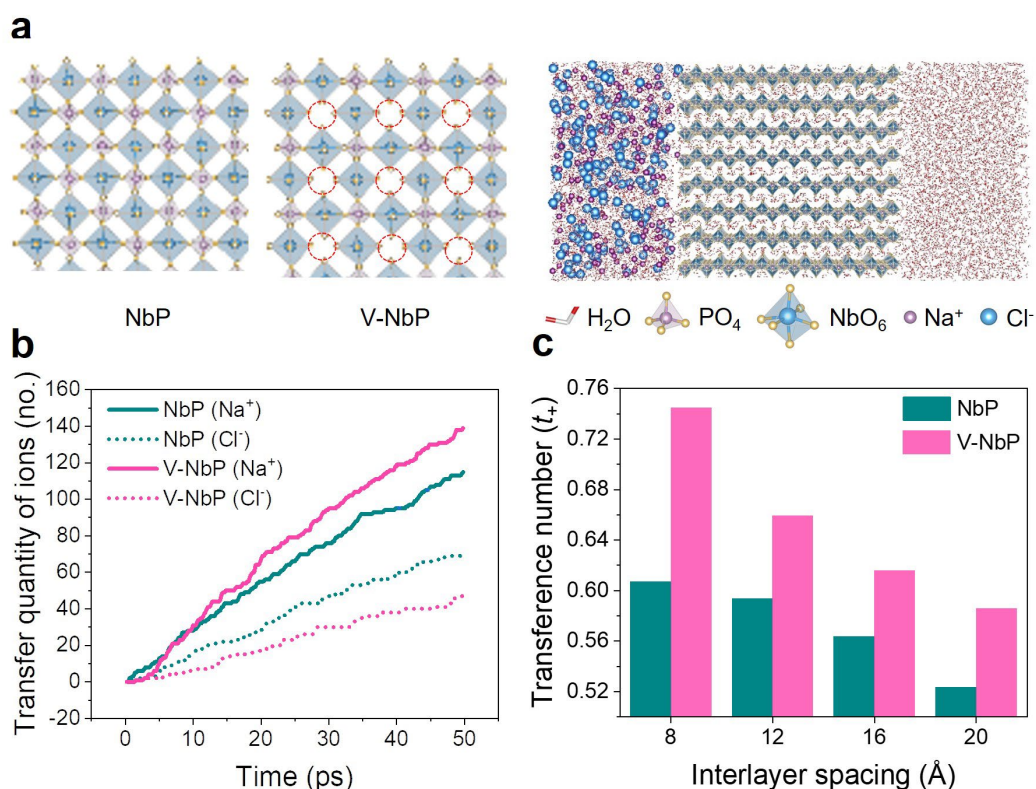 a
NbP
V-NbP
H₂O
PO₄
NbO₆
Na⁺
Cl⁻
b
Transfer quantity of ions (no.)
160
140
120
100
80
60
40
20
0
-20
NbP (Na⁺)
NbP (Cl⁻)
V-NbP (Na⁺)
V-NbP (Cl⁻)
0
10
20
30
40
50
Time (ps)
c
Transference number (t₊)
0.76
0.72
0.68
0.64
0.60
0.56
0.52
NbP
V-NbP
8
12
16
20
Interlayer spacing (Å)